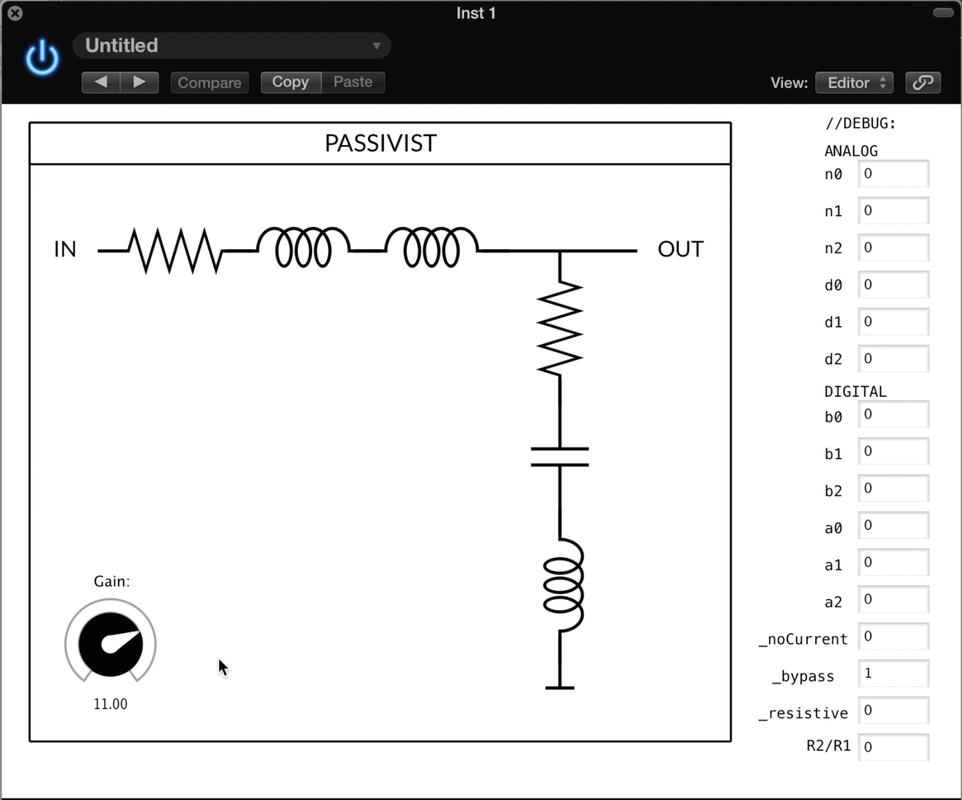 Inst 1
Untitled
Compare Copy Paste View: Editor
//DEBUG:
PASSIVIST
ANALOG
n0 0
n1 0
n2 0
IN OUT
d0 0
d1 0
d2 0
DIGITAL
b0 0
b1 0
b2 0
a0 0
a1 0
a2 0
Gain:
11.00
_noCurrent 0
_bypass 1
_resistive 0
R2/R1 0